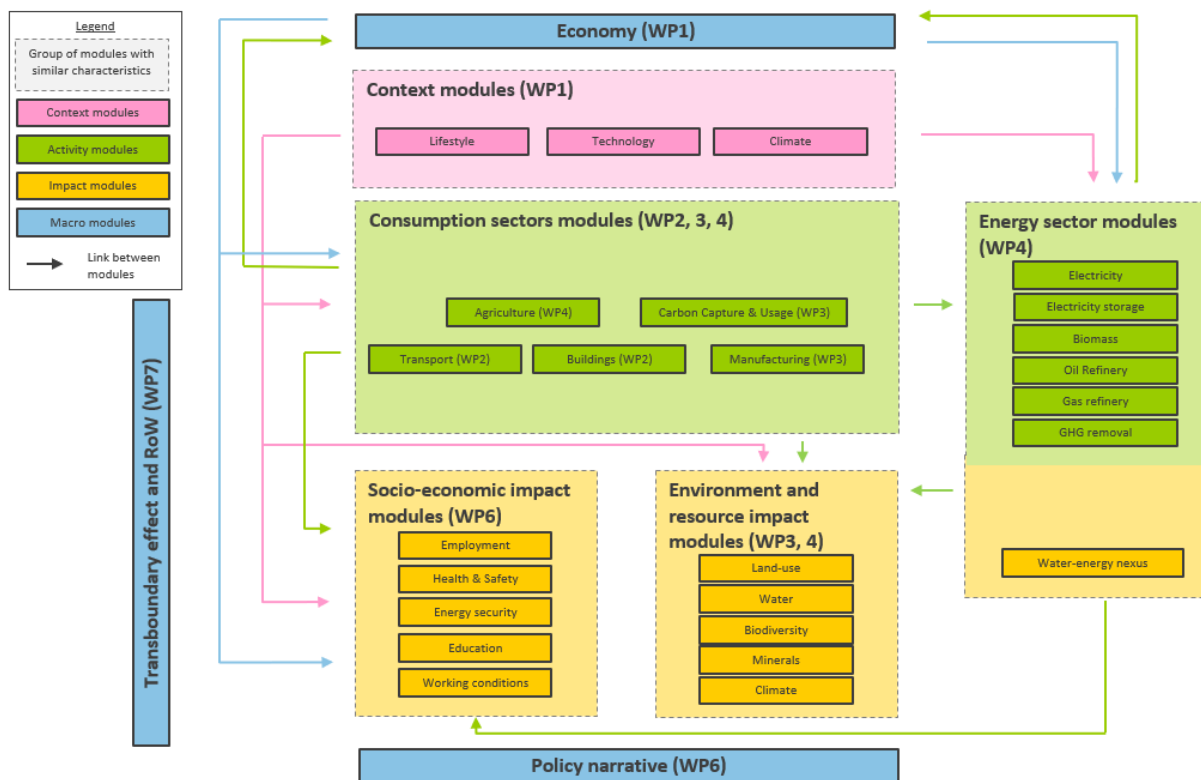 Legend
Group of modules with
similar characteristics
Context modules
Activity modules
Impact modules
Macro modules
Link between
modules
Transboundary effect and RoW (WP7)
Economy (WP1)
Context modules (WP1)
Lifestyle
Technology
Climate
Consumption sectors modules (WP2, 3, 4)
Agriculture (WP4)
Carbon Capture & Usage (WP3)
Transport (WP2)
Buildings (WP2)
Manufacturing (WP3)
Energy sector modules
(WP4)
Electricity
Electricity storage
Biomass
Oil Refinery
Gas refinery
GHG removal
Water-energy nexus
Socio-economic impact
modules (WP6)
Employment
Health & Safety
Energy security
Education
Working conditions
Environment and
resource impact
modules (WP3, 4)
Land-use
Water
Biodiversity
Minerals
Climate
Policy narrative (WP6)